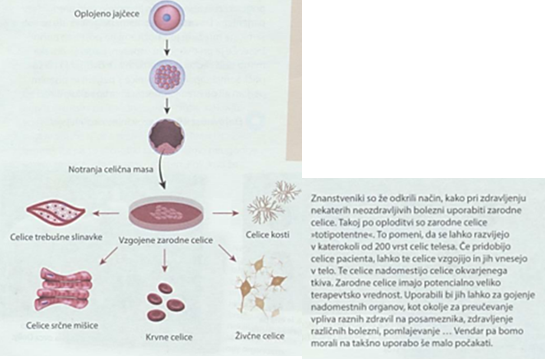 Oplojeno jajčece
Notranja celična masa
Celice trebušne slinavke
Vzgojene zarodne celice
Celice kosti
Celice srčne mišice
Krvne celice
Živčne celice
Znanstveniki so že odkrili način, kako pri zdravljenju
nekaterih neozdravljivih bolezni uporabiti zarodne
celice. Takoj po oploditvi so zarodne celice
»totipotentne«. To pomeni, da se lahko razvijejo
v katerokoli od 200 vrst celic telesa. Če pridobijo
celice pacienta, lahko te celice vzgojijo in jih vnesejo
v telo. Te celice nadomestijo celice okvarjenega
tkiva. Zarodne celice imajo potencialno veliko
terapevtsko vrednost. Uporabili bi jih lahko za gojenje
nadomestnih organov, kot okolje za preučevanje
vpliva raznih zdravil na posameznika, zdravljenje
različnih bolezni, pomlajevanje ... Vendar pa bomo
morali na takšno uporabo še malo počakati.